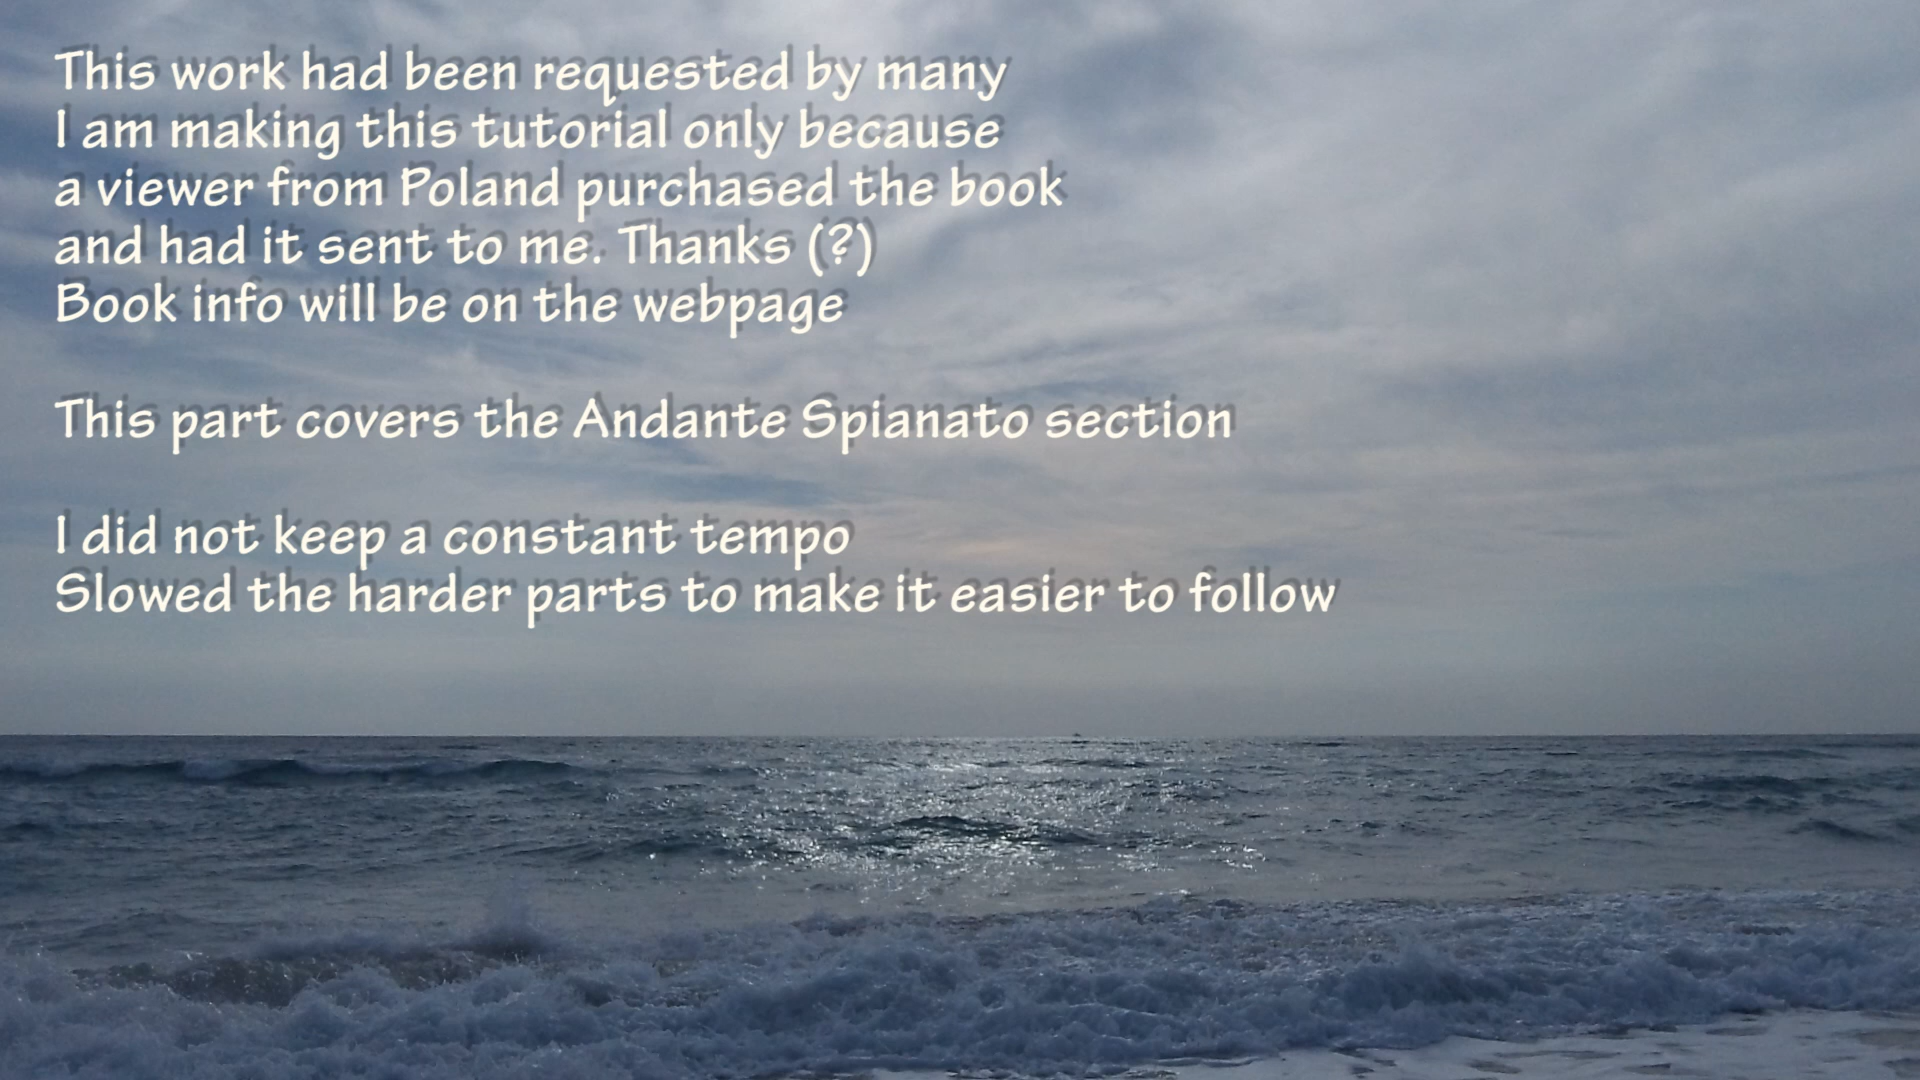 This work had been requested by many
I am making this tutorial only because
a viewer from Poland purchased the book
and had it sent to me. Thanks (?)
Book info will be on the webpage
This part covers the Andante Spianato section
I did not keep a constant tempo
Slowed the harder parts to make it easier to follow